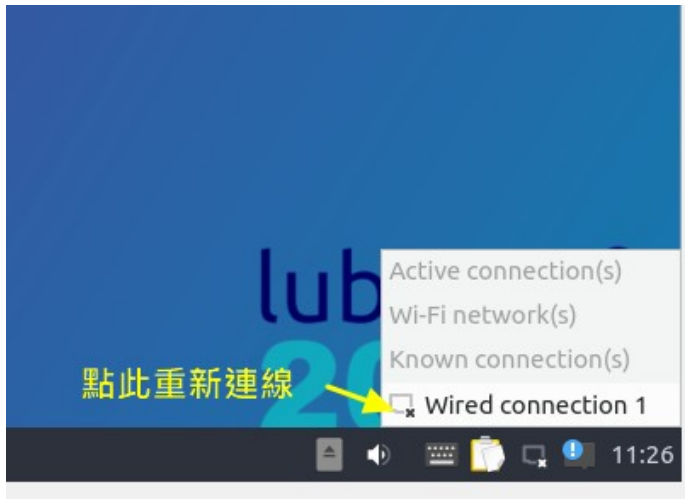 lub
Active connection(s)
Wi-Fi network(s)
Known connection(s)
點此重新連線
20
Wired connection 1
11:26